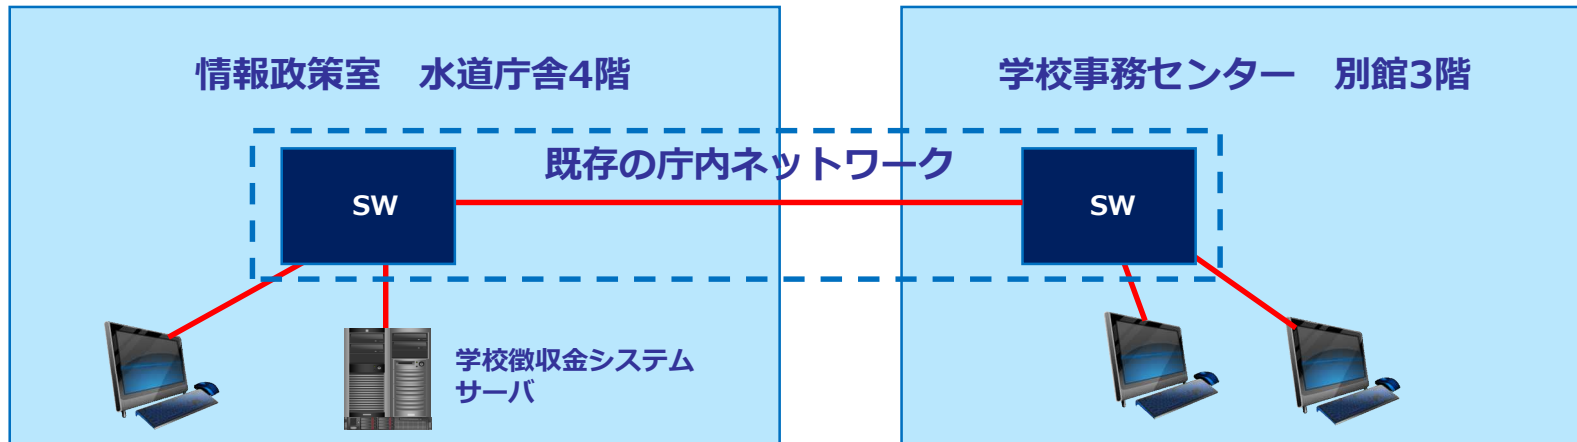 情報政策室　水道庁舎4階
学校事務センター　別館3階
既存の庁内ネットワーク
SW
SW
学校徴収金システム
サーバ